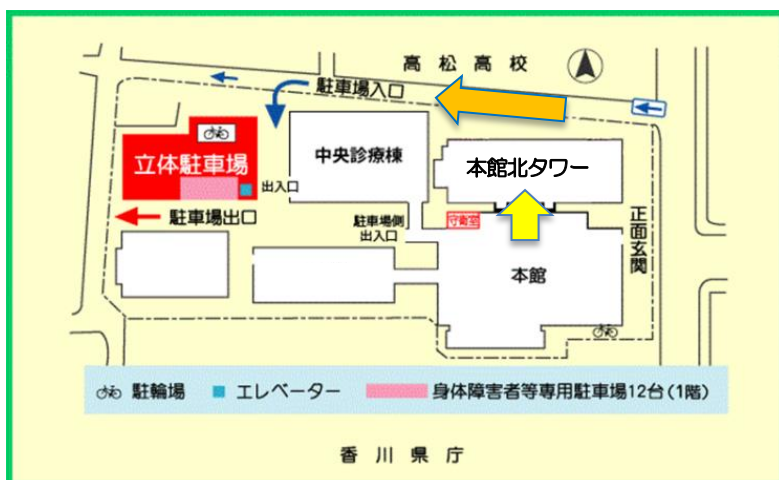 高松高校
駐車場入口
中央診療棟
本館北タワー
立体駐車場
出入口
駐車場出口
駐車場側
出入口
守衛室
正面玄関
本館
駐輪場
エレベーター
身体障害者等専用駐車場12台(1階)
香川県庁